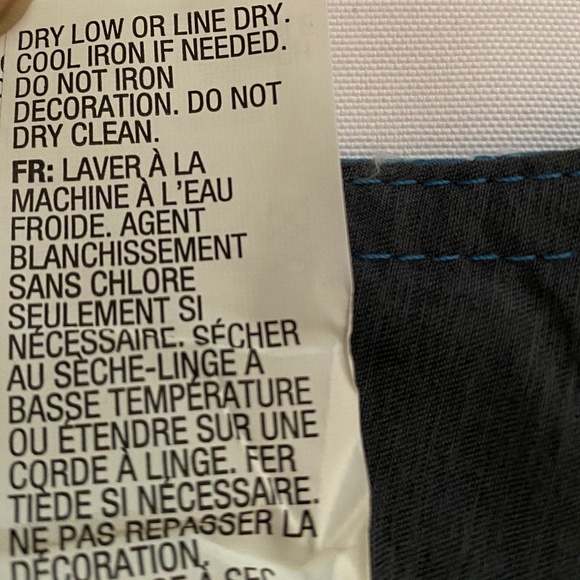 DRY LOW OR LINE DRY.
COOL IRON IF NEEDED.
DO NOT IRON
DECORATION. DO NOT
DRY CLEAN.
FR: LAVER À LA
MACHINE À L'EAU
FROIDE. AGENT
BLANCHISSEMENT
SANS CHLORE
SEULEMENT SI
NÉCESSAIRE. SÉCHER
AU SÈCHE-LINGE À
BASSE TEMPÉRATURE
OU ÉTENDRE SUR UNE
CORDE À LINGE. FER
TIÈDE SI NÉCESSAIRE.
NE PAS REPASSER LA
DÉCORATION.
À SEC